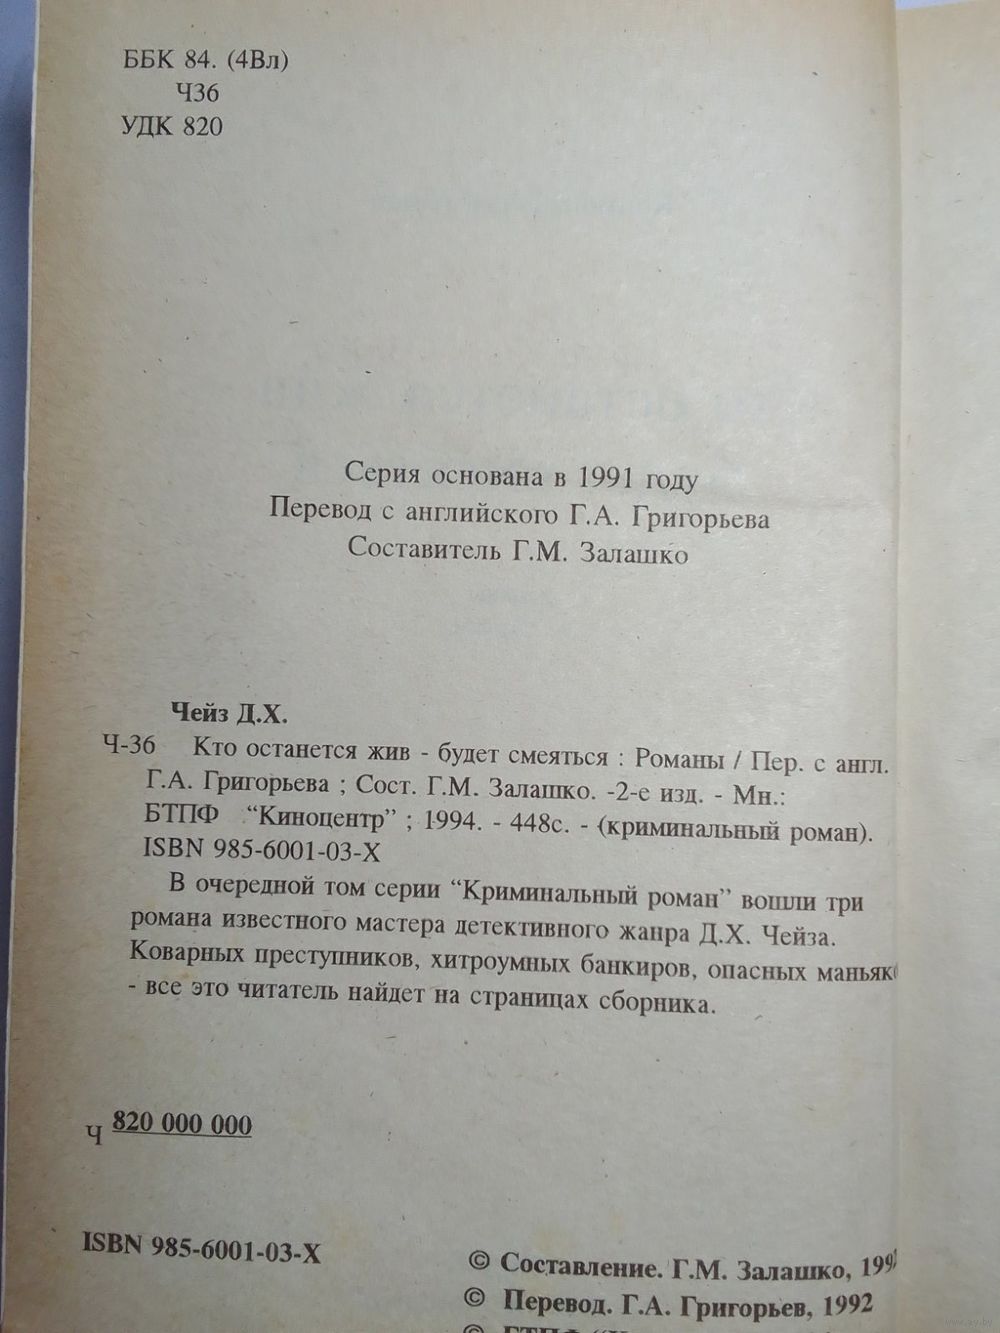 ББК 84. (4Вл)
Ч36
УДК 820
Серия основана в 1991 году
Перевод с английского Г.А. Григорьева
Составитель Г.М. Залашко
Чейз Д.Х.
Ч-36 Кто останется жив - будет смеяться : Романы / Пер. с англ.
Г.А. Григорьева ; Сост. Г.М. Залашко. -2-е изд. - Мн.:
БТПФ “Киноцентр” ; 1994. - 448с. - (криминальный роман).
ISBN 985-6001-03-X
В очередной том серии “Криминальный роман” вошли три
романа известного мастера детективного жанра Д.Х. Чейза.
Коварных преступников, хитроумных банкиров, опасных
- все это читатель найдет на страницах сборника.
Ч 820 000 000
ISBN 985-6001-03-X
© Составление. Г.М. Залашко,
© Перевод. Г.А. Григорьев, 1992
© БТПФ